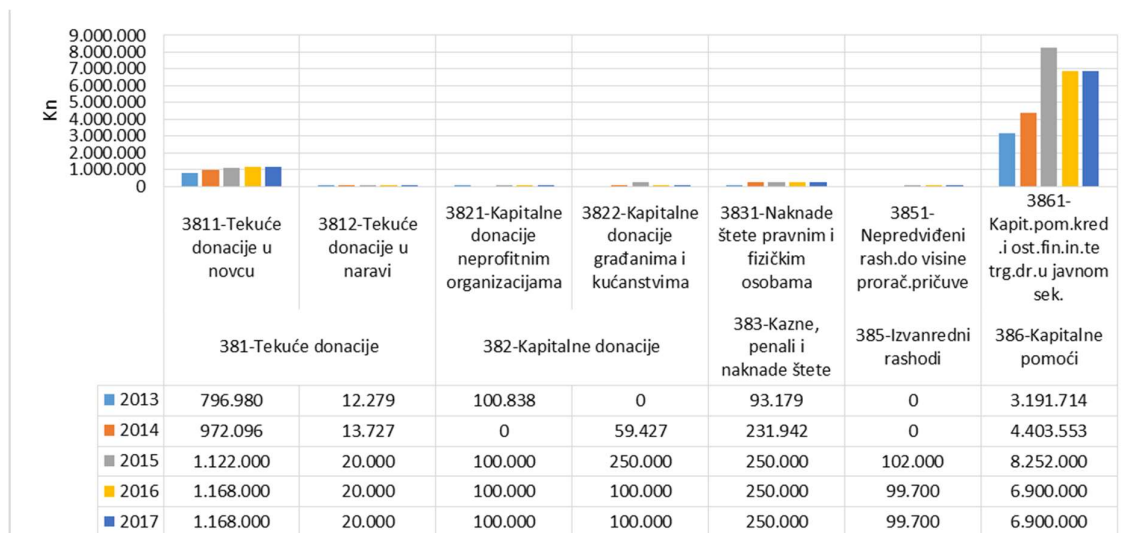 9.000.000
8.000.000
7.000.000
6.000.000
5.000.000
4.000.000
3.000.000
2.000.000
1.000.000
0
Kn
3811-Tekuće
donacije u
novcu
3812-Tekuće
donacije u
naravi
3821-Kapitalne
donacije
neprofitnim
organizacijama
3822-Kapitalne
donacije
građanima i
kućanstvima
3831-Naknade
štete pravnim i
fizičkim
osobama
3851-
Nepredviđeni
rash.do visine
prorač.pričuve
3861-
Kapit.pom.kred
.i ost.fin.in.te
trg.dr.u javnom
sek.
381-Tekuće donacije
382-Kapitalne donacije
383-Kazne,
penali i
naknade štete
385-Izvanredni
rashodi
386-Kapitalne
pomoći
2013 796.980 12.279 100.838 0 93.179 0 3.191.714
2014 972.096 13.727 0 59.427 231.942 0 4.403.553
2015 1.122.000 20.000 100.000 250.000 250.000 102.000 8.252.000
2016 1.168.000 20.000 100.000 100.000 250.000 99.700 6.900.000
2017 1.168.000 20.000 100.000 100.000 250.000 99.700 6.900.000